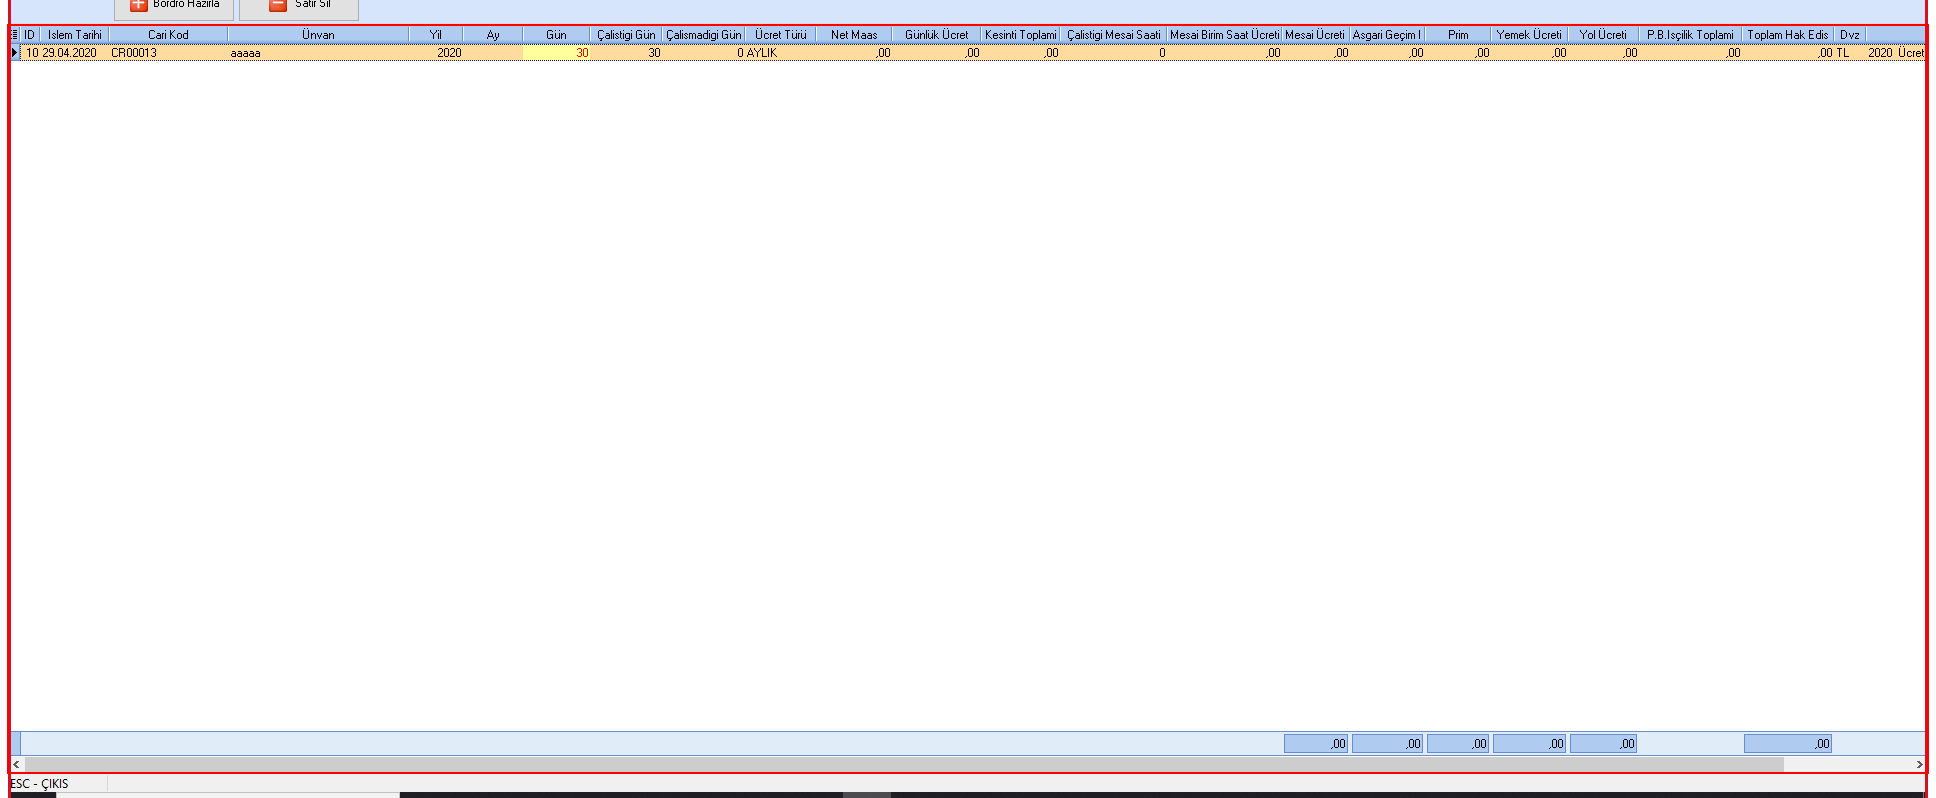 Bordro Hazirla Satir Sil
ID Islem Tarihi Cari Kod Ünvan Yil Ay Gün Çalistigi Gün Çalismadigi Gün Ücret Türü Net Maas Günlük Ücret Kesinti Toplami Çalistigi Mesai Saati Mesai Birim Saat Ücreti Mesai Ücreti Asgari Geçim I Prim Yemek Ücreti Yol Ücreti P.B.Isçilik Toplami Toplam Hak Edis Dvz
10 29.04.2020 CR00013 aaaaa 2020 30 30 0 AYLIK ,00 ,00 ,00 0 ,00 ,00 ,00 ,00 ,00 ,00 ,00 ,00 TL 2020 Ücret
,00 ,00 ,00 ,00 ,00 ,00
ESC - ÇIKIS